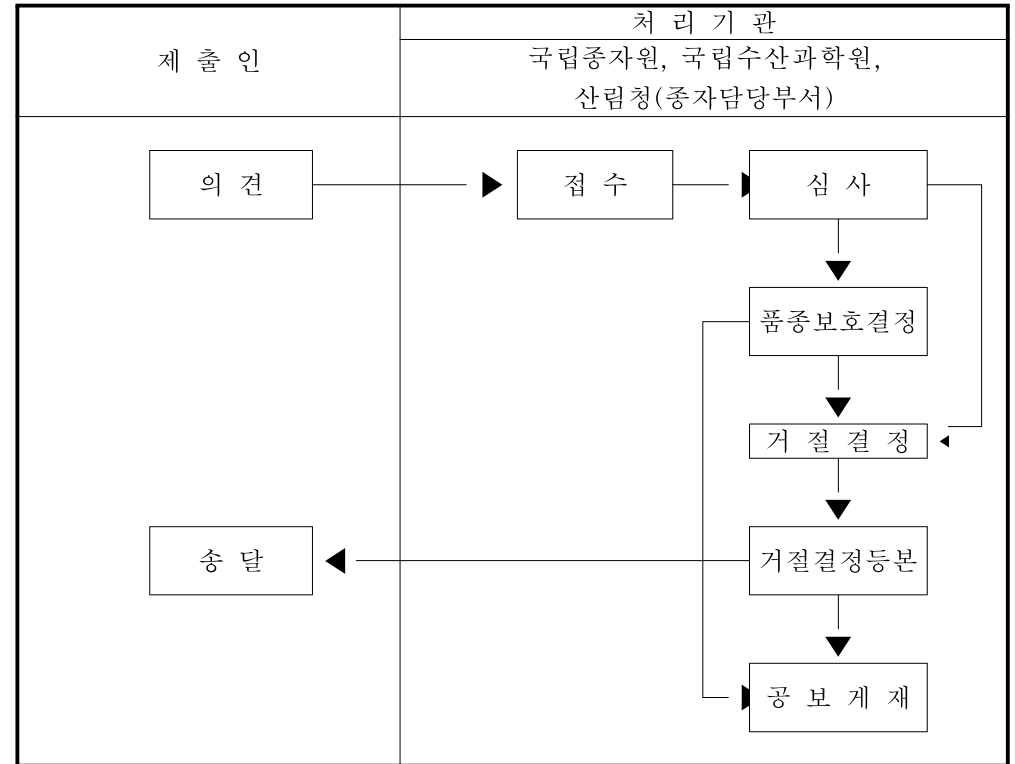 처 리 기 관
제 출 인
국립종자원, 국립수산과학원,
산림청(종자담당부서)
의 견
접 수
심 사
품종보호결정
거 절 결 정
송 달
거절결정등본
공 보 게 재